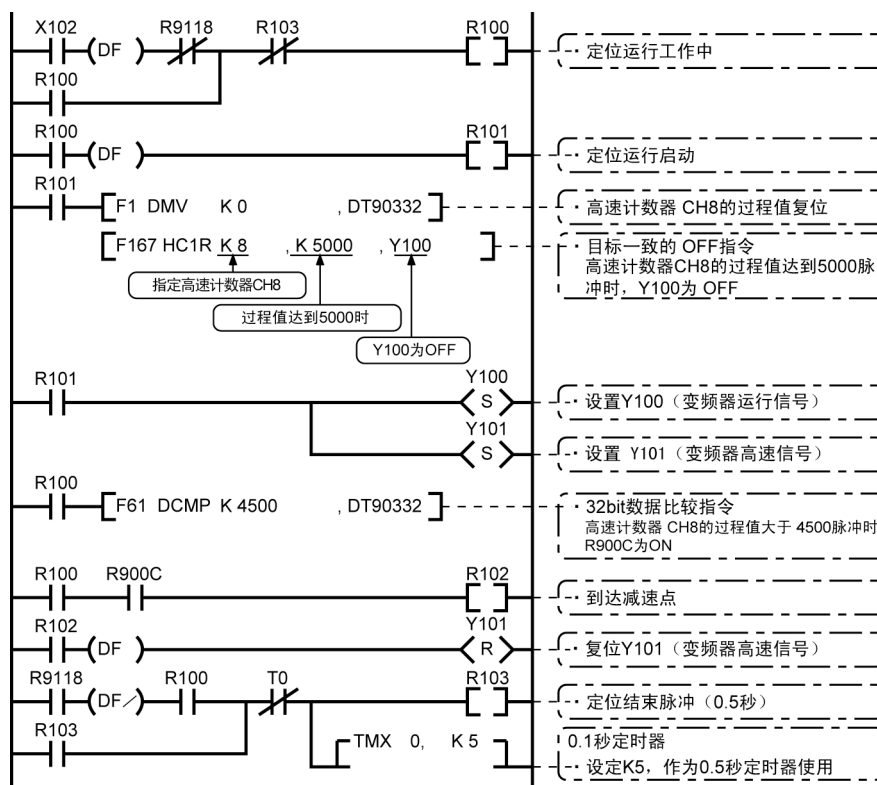 X102 R9118 R103 R100
(DF ) 定位运行工作中
R100
R100 R101
(DF ) 定位运行启动
R101
F1 DMV K 0 , DT90332 高速计数器 CH8的过程值复位
F167 HC1R K 8 , K 5000 , Y100 目标一致的 OFF指令
高速计数器CH8的过程值达到5000脉
冲时，Y100为 OFF
指定高速计数器CH8
过程值达到5000时
Y100为OFF
R101 Y100
S 设置Y100（变频器运行信号）
Y101
S 设置 Y101（变频器高速信号）
R100
F61 DCMP K 4500 , DT90332 32bit数据比较指令
高速计数器 CH8的过程值大于 4500脉冲时
R900C为ON
R100 R900C R102
到达减速点
R102 Y101
(DF ) R 复位Y101（变频器高速信号）
R9118 R100 T0 R103
(DF/) 定位结束脉冲（0.5秒）
R103
TMX 0, K 5 0.1秒定时器
设定K5，作为0.5秒定时器使用